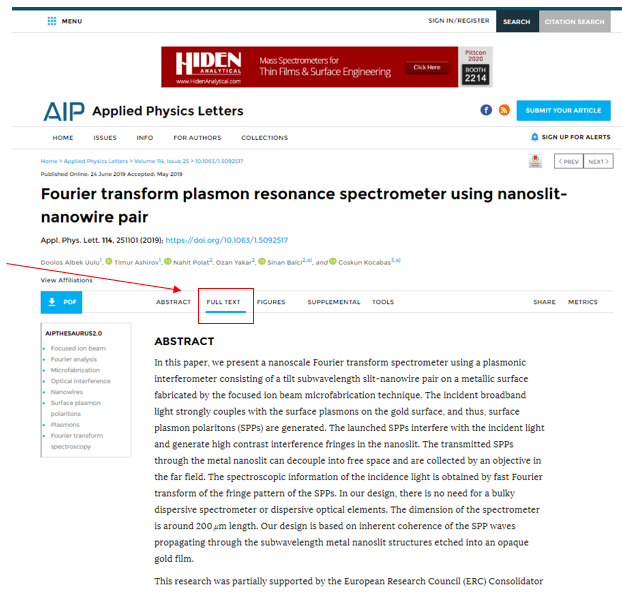 MENU
SIGN IN/REGISTER
SEARCH
CITATION SEARCH
HIDEN
ANALYTICAL
www.HidenAnalytical.com
Mass Spectrometers for
Thin Films & Surface Engineering
Click Here
Pittcon
2020
BOOTH
2214
AIP Applied Physics Letters
SUBMIT YOUR ARTICLE
HOME ISSUES INFO FOR AUTHORS COLLECTIONS
SIGN UP FOR ALERTS
Home > Applied Physics Letters > Volume 114, Issue 25 > 10.1063/1.5092517
< PREV NEXT >
Published Online: 24 June 2019 Accepted: May 2019
Fourier transform plasmon resonance spectrometer using nanoslit-
nanowire pair
Appl. Phys. Lett. 114, 251101 (2019); https://doi.org/10.1063/1.5092517
Doolos Aibek Uulu1, Timur Ashirov1, Nahit Polat2, Ozan Yakar2, Sinan Balci2,a), and Coskun Kocabas3,a)
View Affiliations
PDF
ABSTRACT FULL TEXT FIGURES SUPPLEMENTAL TOOLS SHARE METRICS
AIPTHESAURUS2.0
Focused ion beam
Fourier analysis
Microfabrication
Optical interference
Nanowires
Surface plasmon
polaritons
Plasmons
Fourier transform
spectroscopy
ABSTRACT
In this paper, we present a nanoscale Fourier transform spectrometer using a plasmonic
interferometer consisting of a tilt subwavelength slit-nanowire pair on a metallic surface
fabricated by the focused ion beam microfabrication technique. The incident broadband
light strongly couples with the surface plasmons on the gold surface, and thus, surface
plasmon polaritons (SPPs) are generated. The launched SPPs interfere with the incident light
and generate high contrast interference fringes in the nanoslit. The transmitted SPPs
through the metal nanoslit can decouple into free space and are collected by an objective in
the far field. The spectroscopic information of the incidence light is obtained by fast Fourier
transform of the fringe pattern of the SPPs. In our design, there is no need for a bulky
dispersive spectrometer or dispersive optical elements. The dimension of the spectrometer
is around 200 μm length. Our design is based on inherent coherence of the SPP waves
propagating through the subwavelength metal nanoslit structures etched into an opaque
gold film.
This research was partially supported by the European Research Council (ERC) Consolidator